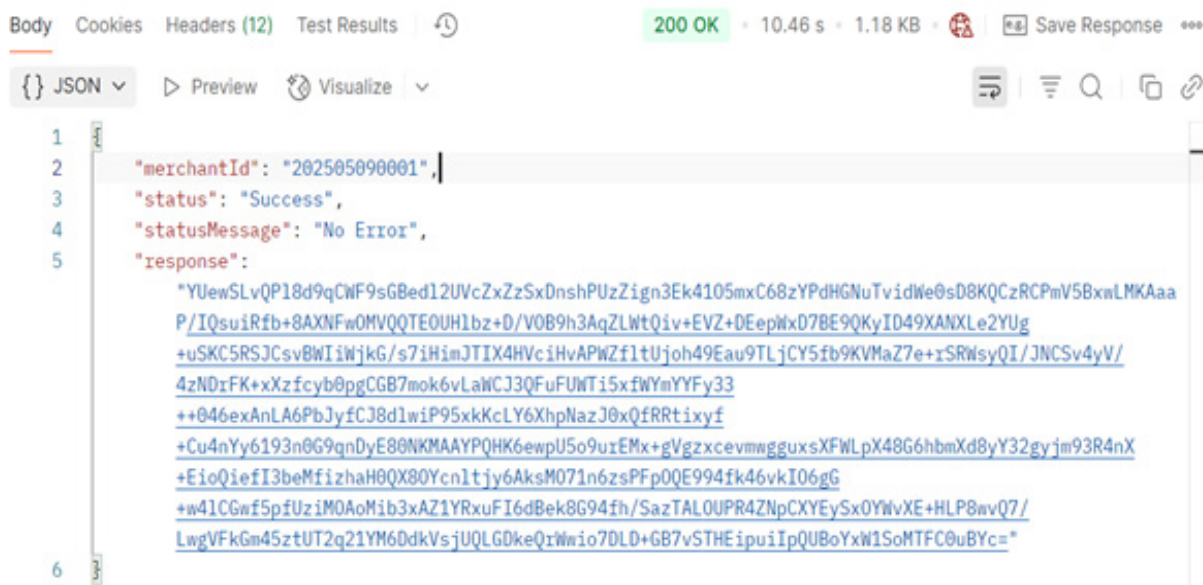 Body Cookies Headers (12) Test Results 200 OK 10.46 s 1.18 KB e.g. Save Response
{} JSON Preview Visualize
1 {
2 "merchantId": "202505090001",
3 "status": "Success",
4 "statusMessage": "No Error",
5 "response":
"YUewSLvQPl8d9qCWF9sGBedl2UVcZxZzSxDnshPUzZign3Ek41O5mxC68zYPdHGNuTvidWe0sD8KQCzRCPmV5BxwLMKAaa
P/IQsuiRfb+8AXNFwOMVQQTEOUHlbz+D/VOB9h3AqZLWtQiv+EVZ+DEepWxD7BE9QKyID49XANXLe2YUg
+uSKC5RSJCsvBWIiWjkG/s7iHimJTIX4HVciHvAPWZfltUjoh49Eau9TLjCY5fb9KVMaZ7e+rSRWsyQI/JNCSv4yV/
4zNDrFK+xXzfcyb0pgCGB7mok6vLaWCJ3QFuFUWTi5xfWYmYYFy33
++046exAnLA6PbJyfCJ8dlwiP95xkKcLY6XhpNazJ0xQfRRtixyf
+Cu4nYy6193n0G9qnDyE80NKMAAYPQHK6ewpU5o9urEMx+gVgzxcevmwgguxsXFWLpX48G6hbmXd8yY32gyjm93R4nX
+EioQiefI3beMfizhaH0QX8OYcnltjy6AksMO71n6zsPFpOQE994fk46vkIO6gG
+w4lCGwf5pfUziMOAoMib3xAZ1YRxuFI6dBek8G94fh/SazTALOUPR4ZNpCXYEySxOYWvXE+HLP8wvQ7/
LwgVFkGm45ztUT2q21YM6DdkVsjUQLGDkeQrWwio7DLD+GB7vSTHEipuiIpQUBoYxW1SoMTFC0uBYc="
6 }